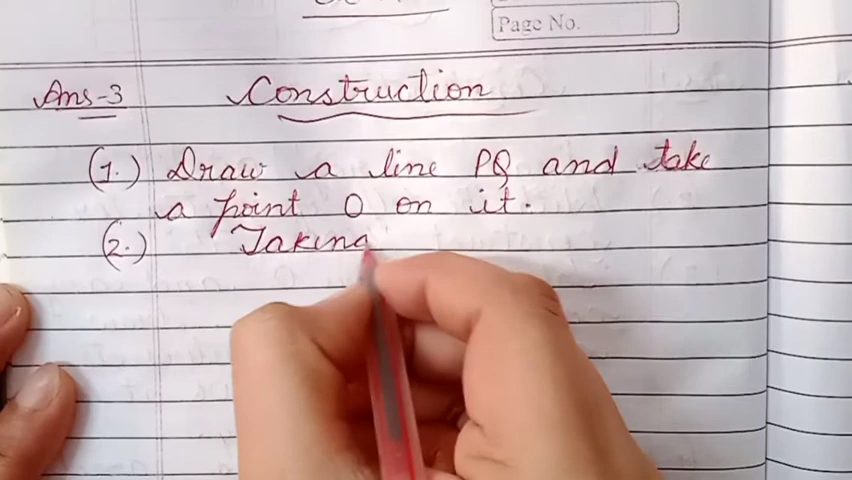 Page No.
Ans-3 Construction
(1.) Draw a line PQ and take
a point O on it.
(2.) Taking